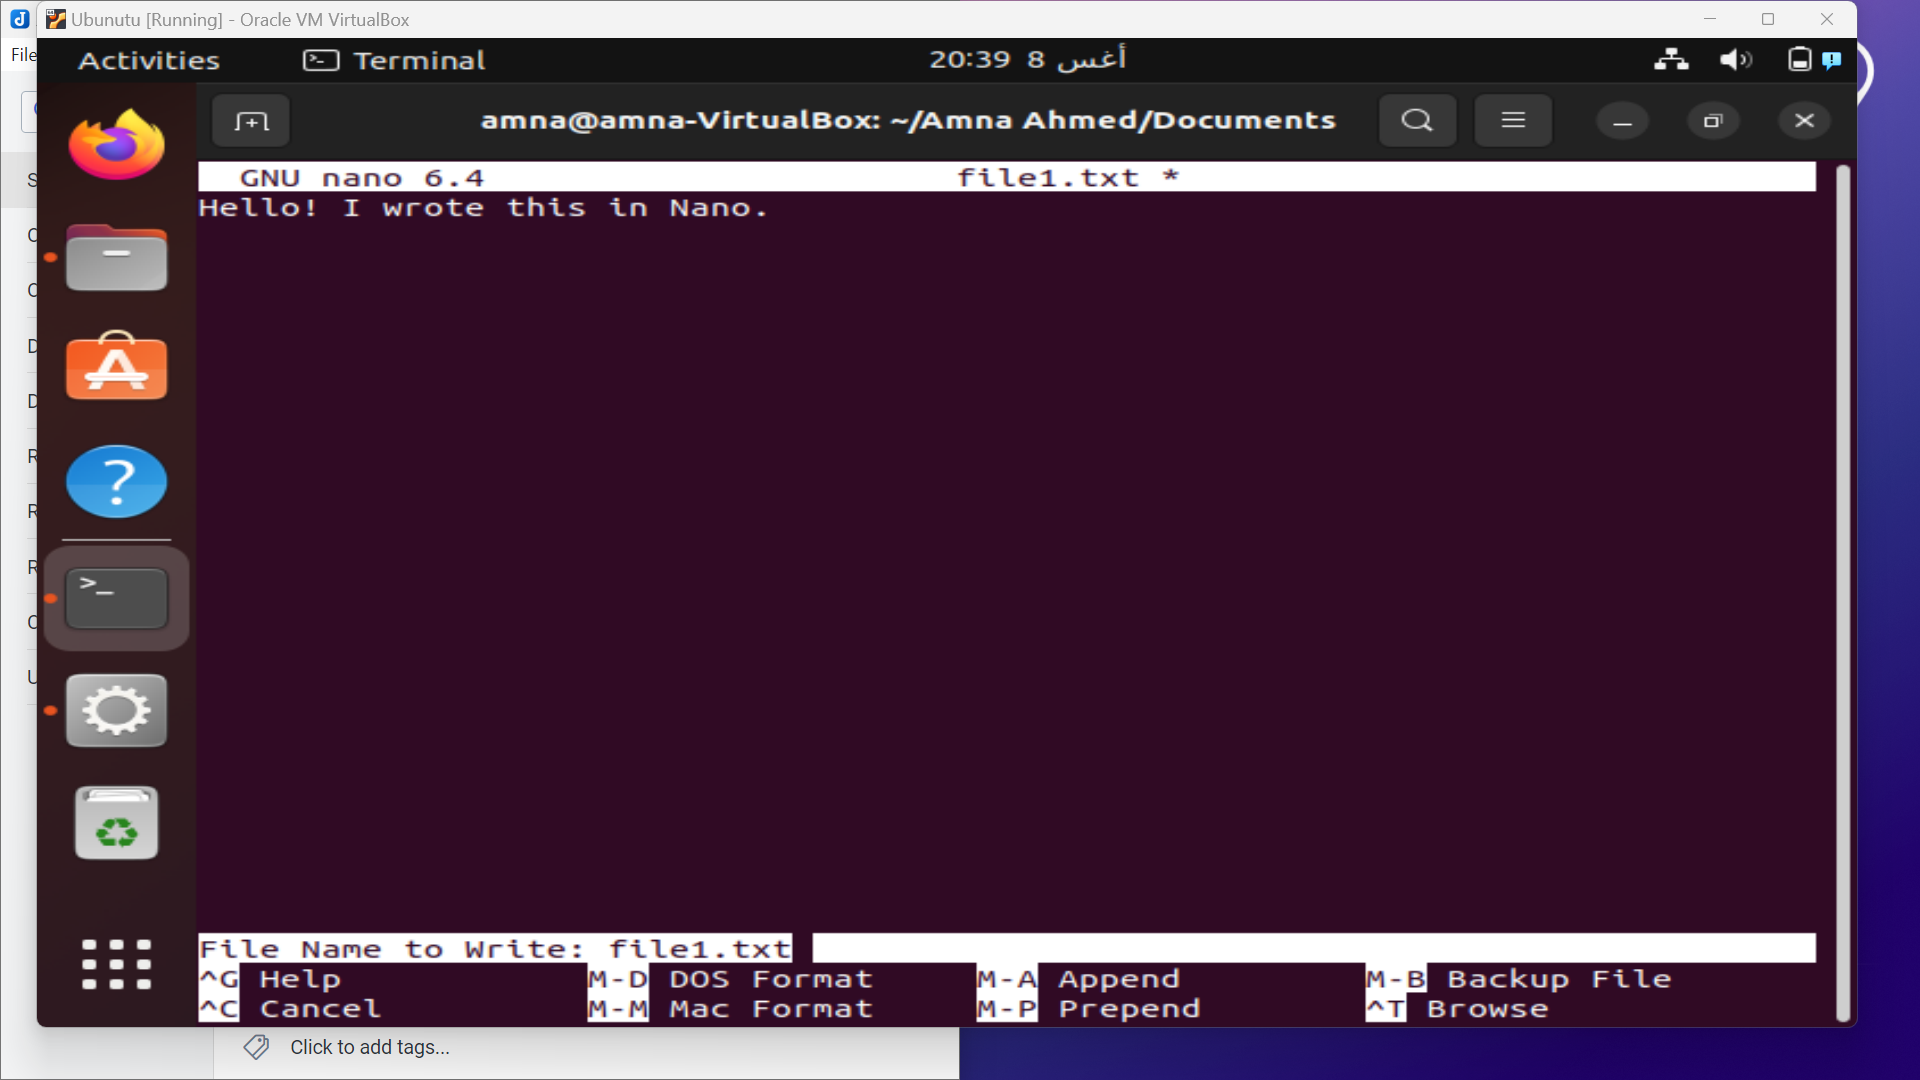 Ubunutu [Running] - Oracle VM VirtualBox
File
Activities
Terminal
20:39 8 أغس
amna@amna-VirtualBox: ~/Amna Ahmed/Documents
GNU nano 6.4 file1.txt *
Hello! I wrote this in Nano.
File Name to Write: file1.txt
^G Help M-D DOS Format M-A Append M-B Backup File
^C Cancel M-M Mac Format M-P Prepend ^T Browse
Click to add tags...